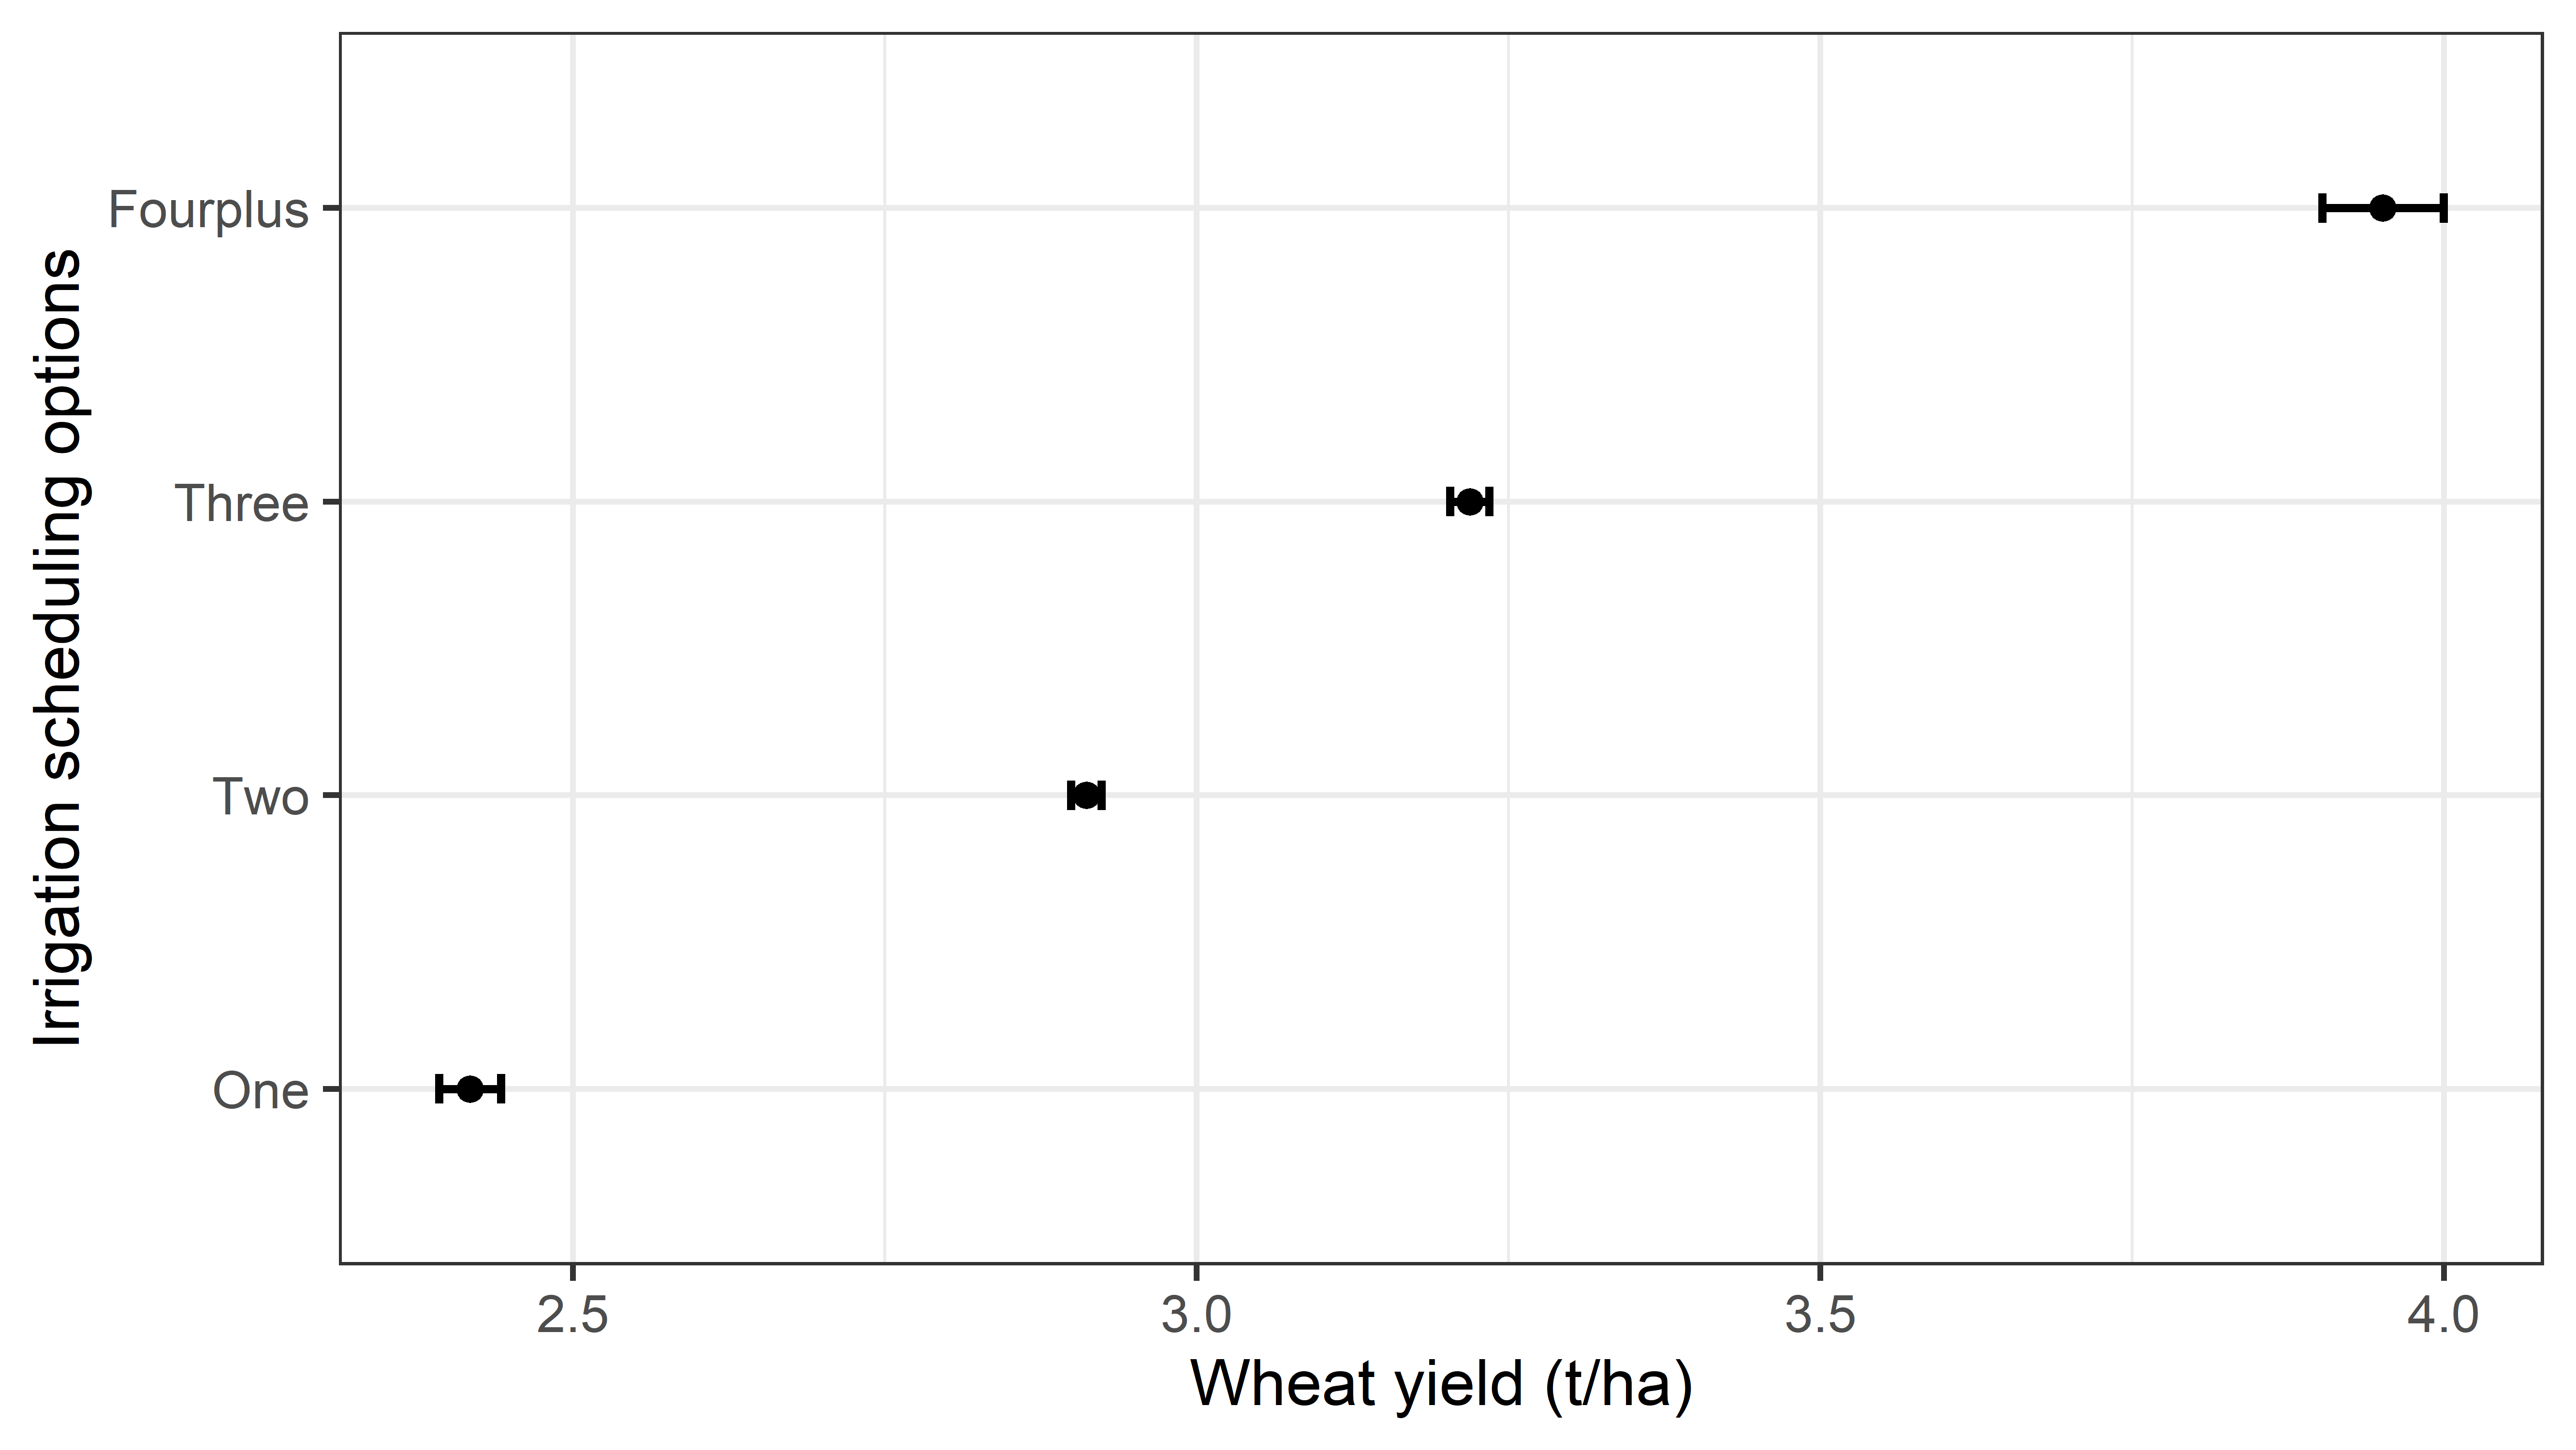 Irrigation scheduling options
Fourplus
Three
Two
One
2.5
3.0
3.5
4.0
Wheat yield (t/ha)